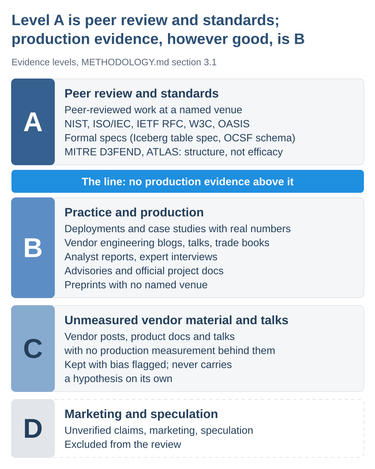 Level A is peer review and standards;
production evidence, however good, is B
Evidence levels, METHODOLOGY.md section 3.1
A
Peer review and standards
Peer-reviewed work at a named venue
NIST, ISO/IEC, IETF RFC, W3C, OASIS
Formal specs (Iceberg table spec, OCSF schema)
MITRE D3FEND, ATLAS: structure, not efficacy
The line: no production evidence above it
B
Practice and production
Deployments and case studies with real numbers
Vendor engineering blogs, talks, trade books
Analyst reports, expert interviews
Advisories and official project docs
Preprints with no named venue
C
Unmeasured vendor material and talks
Vendor posts, product docs and talks
with no production measurement behind them
Kept with bias flagged; never carries
a hypothesis on its own
D
Marketing and speculation
Unverified claims, marketing, speculation
Excluded from the review